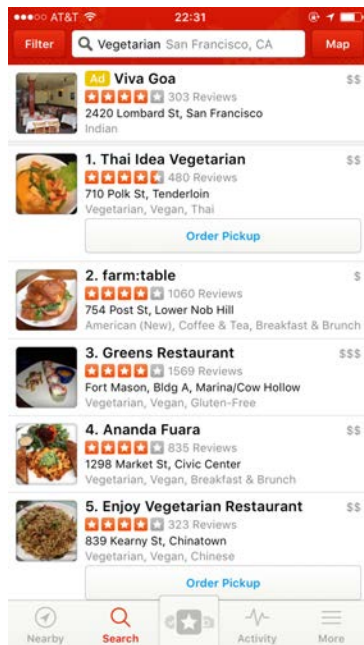 AT&T 22:31
Filter Vegetarian San Francisco, CA Map
Ad Viva Goa $$
303 Reviews
2420 Lombard St, San Francisco
Indian
1. Thai Idea Vegetarian $$
480 Reviews
710 Polk St, Tenderloin
Vegetarian, Vegan, Thai
Order Pickup
2. farm:table $
1060 Reviews
754 Post St, Lower Nob Hill
American (New), Coffee & Tea, Breakfast & Brunch
3. Greens Restaurant $$$
1569 Reviews
Fort Mason, Bldg A, Marina/Cow Hollow
Vegetarian, Vegan, Gluten-Free
4. Ananda Fuara $$
835 Reviews
1298 Market St, Civic Center
Vegetarian, Vegan, Breakfast & Brunch
5. Enjoy Vegetarian Restaurant $$
323 Reviews
839 Kearny St, Chinatown
Vegetarian, Vegan, Chinese
Order Pickup
Nearby Search Activity More